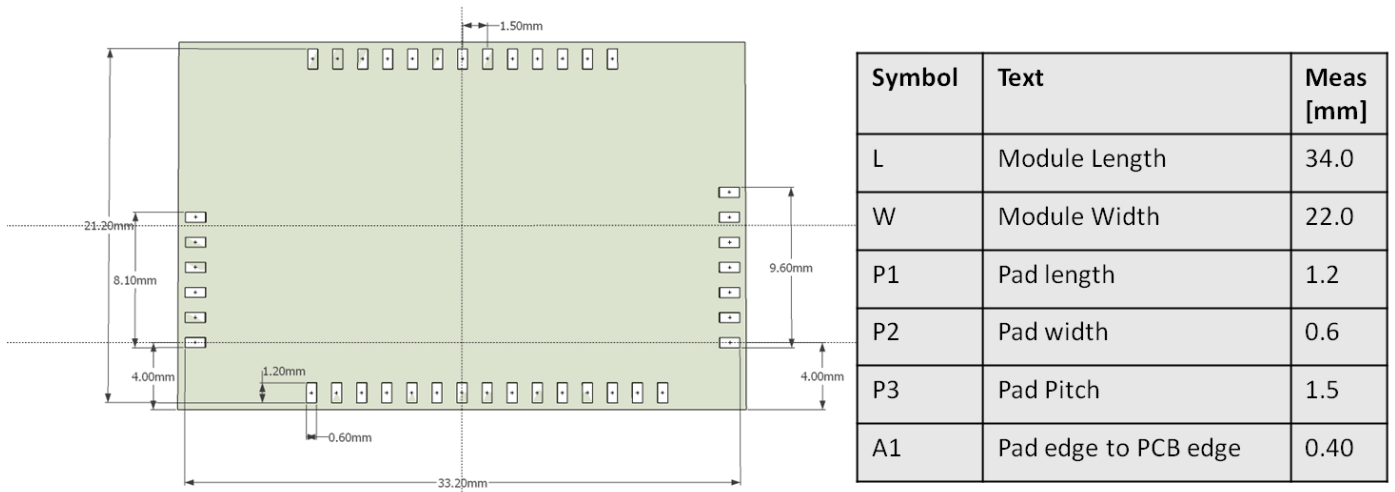 1.50mm
21.20mm
8.10mm
9.60mm
4.00mm
1.20mm
4.00mm
0.60mm
33.20mm
Symbol Text Meas [mm]
L Module Length 34.0
W Module Width 22.0
P1 Pad length 1.2
P2 Pad width 0.6
P3 Pad Pitch 1.5
A1 Pad edge to PCB edge 0.40